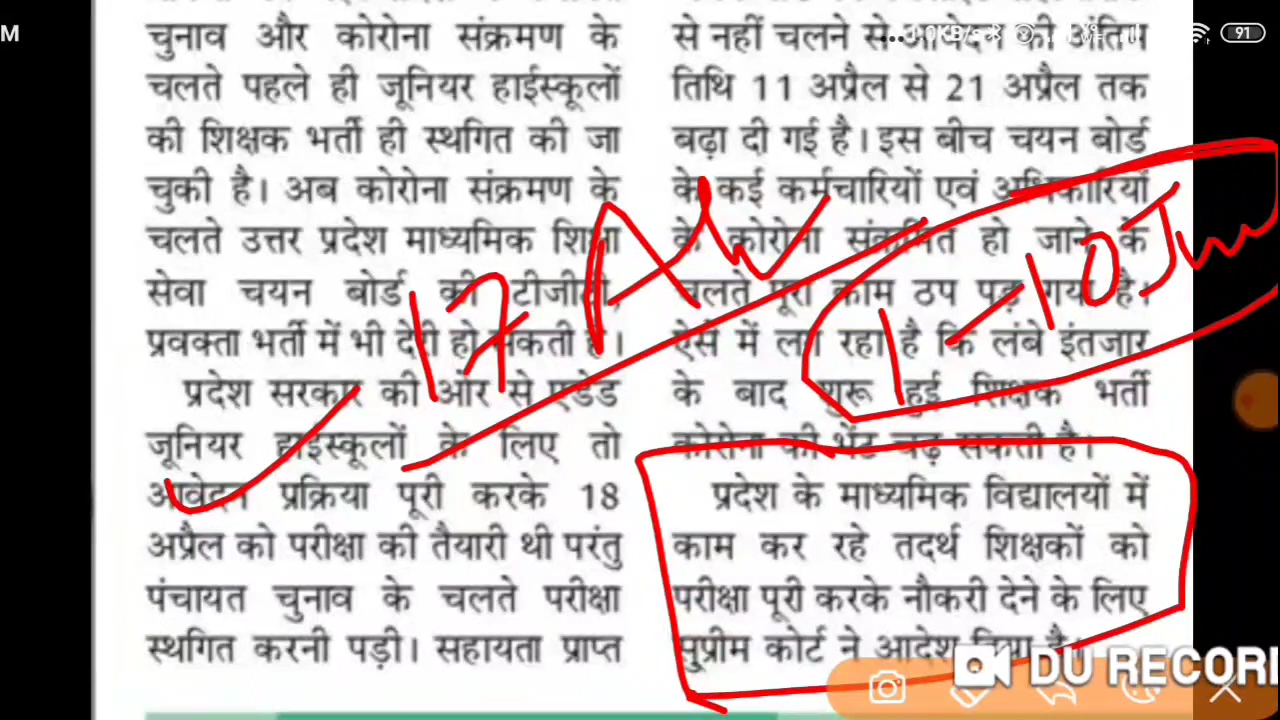 M
91
चुनाव और कोरोना संक्रमण के
चलते पहले ही जूनियर हाईस्कूलों
की शिक्षक भर्ती ही स्थगित की जा
चुकी है। अब कोरोना संक्रमण के
चलते उत्तर प्रदेश माध्यमिक शिक्षा
सेवा चयन बोर्ड की टीजीटी,
प्रवक्ता भर्ती में भी देरी हो सकती है।
प्रदेश सरकार की ओर से एडेड
जूनियर हाईस्कूलों के लिए तो
आवेदन प्रक्रिया पूरी करके 18
अप्रैल को परीक्षा की तैयारी थी परंतु
पंचायत चुनाव के चलते परीक्षा
स्थगित करनी पड़ी। सहायता प्राप्त
से नहीं चलने से आवेदन की अंतिम
तिथि 11 अप्रैल से 21 अप्रैल तक
बढ़ा दी गई है। इस बीच चयन बोर्ड
के कई कर्मचारियों एवं अधिकारियों
के कोरोना संक्रमित हो जाने के
चलते पूरा काम ठप पड़ गया है।
ऐसे में लग रहा है कि लंबे इंतजार
के बाद शुरू हुई शिक्षक भर्ती
कोरोना की भेंट चढ़ सकती है।
प्रदेश के माध्यमिक विद्यालयों में
काम कर रहे तदर्थ शिक्षकों को
परीक्षा पूरी करके नौकरी देने के लिए
सुप्रीम कोर्ट ने आदेश दिया है।
17
1-10 Jun
DU RECOR